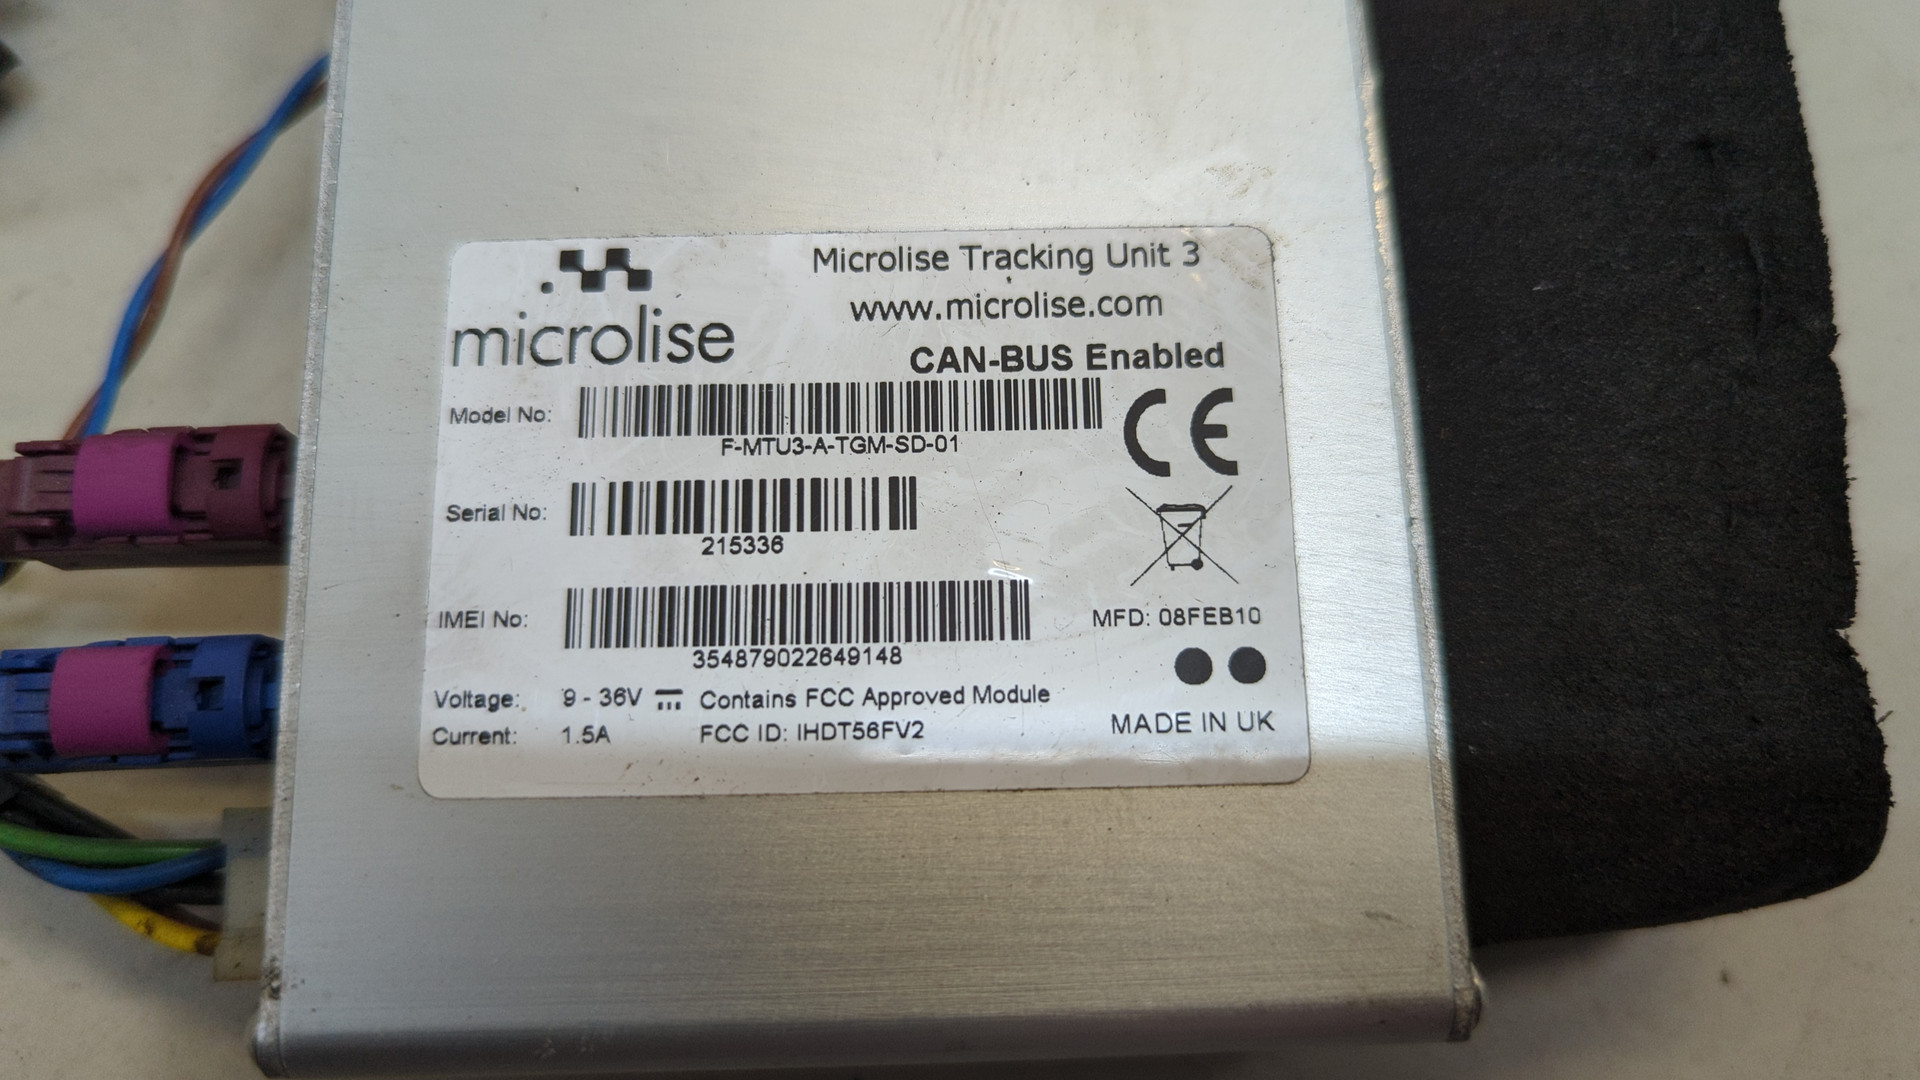 microlise
Microlise Tracking Unit 3
www.microlise.com
CAN-BUS Enabled
Model No:
F-MTU3-A-TGM-SD-01
CE
Serial No:
215336
IMEI No:
354879022649148
MFD: 08FEB10
Voltage: 9 - 36V Contains FCC Approved Module
Current: 1.5A FCC ID: IHDT56FV2
MADE IN UK